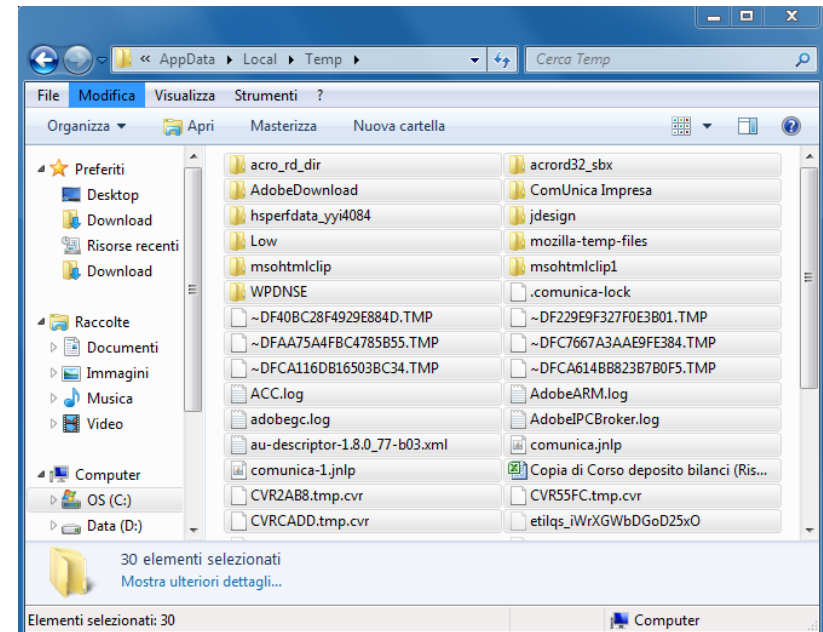 « AppData Local Temp
Cerca Temp
File Modifica Visualizza Strumenti ?
Organizza Apri Masterizza Nuova cartella
Preferiti
Desktop
Download
Risorse recenti
Download
Raccolte
Documenti
Immagini
Musica
Video
Computer
OS (C:)
Data (D:)
acro_rd_dir acrord32_sbx
AdobeDownload ComUnica Impresa
hsperfdata_yyi4084 jdesign
Low mozilla-temp-files
msohtmlclip msohtmlclip1
WPDNSE .comunica-lock
~DF40BC28F4929E884D.TMP ~DF229E9F327F0E3B01.TMP
~DFAA75A4FBC4785B55.TMP ~DFC7667A3AAE9FE384.TMP
~DFCA116DB16503BC34.TMP ~DFCA614BB823B7B0F5.TMP
ACC.log AdobeARM.log
adobegc.log AdobeIPCBroker.log
au-descriptor-1.8.0_77-b03.xml comunica.jnlp
comunica-1.jnlp Copia di Corso deposito bilanci (Ris...
CVR2AB8.tmp.cvr CVR55FC.tmp.cvr
CVRCADD.tmp.cvr etilqs_iWrXGWbDGoD25xO
30 elementi selezionati
Mostra ulteriori dettagli...
Elementi selezionati: 30 Computer